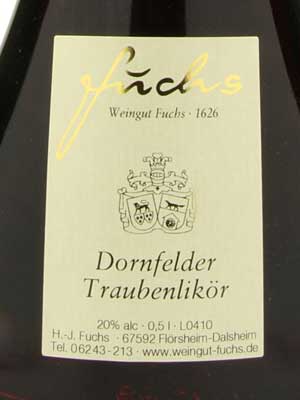 fuchs
Weingut Fuchs · 1626
Dornfelder
Traubenlikör
20% alc · 0,5 l · L0410
H.-J. Fuchs · 67592 Flörsheim-Dalsheim
Tel. 06243-213 · www.weingut-fuchs.de